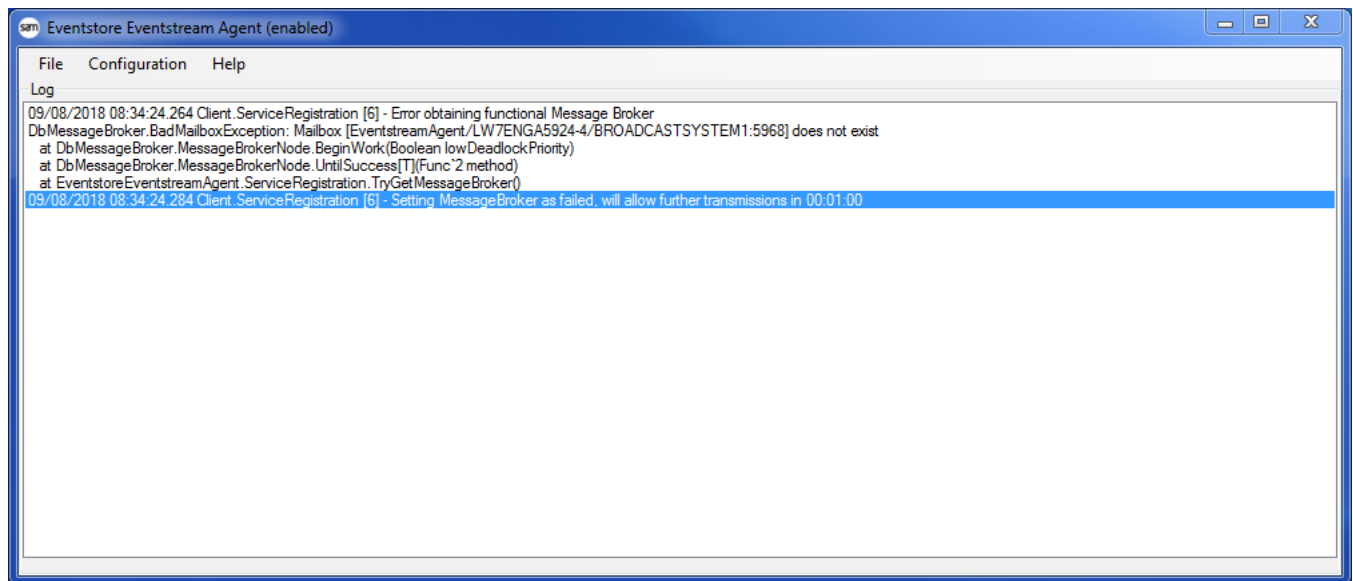 sam Eventstore Eventstream Agent (enabled)
File Configuration Help
Log
09/08/2018 08:34:24.264 Client.ServiceRegistration [6] - Error obtaining functional Message Broker
DbMessageBroker.BadMailboxException: Mailbox [EventstreamAgent/LW7ENGA5924-4/BROADCASTSYSTEM1:5968] does not exist
at DbMessageBroker.MessageBrokerNode.BeginWork(Boolean lowDeadlockPriority)
at DbMessageBroker.MessageBrokerNode.UntilSuccess[T](Func`2 method)
at EventstoreEventstreamAgent.ServiceRegistration.TryGetMessageBroker()
09/08/2018 08:34:24.284 Client.ServiceRegistration [6] - Setting MessageBroker as failed, will allow further transmissions in 00:01:00